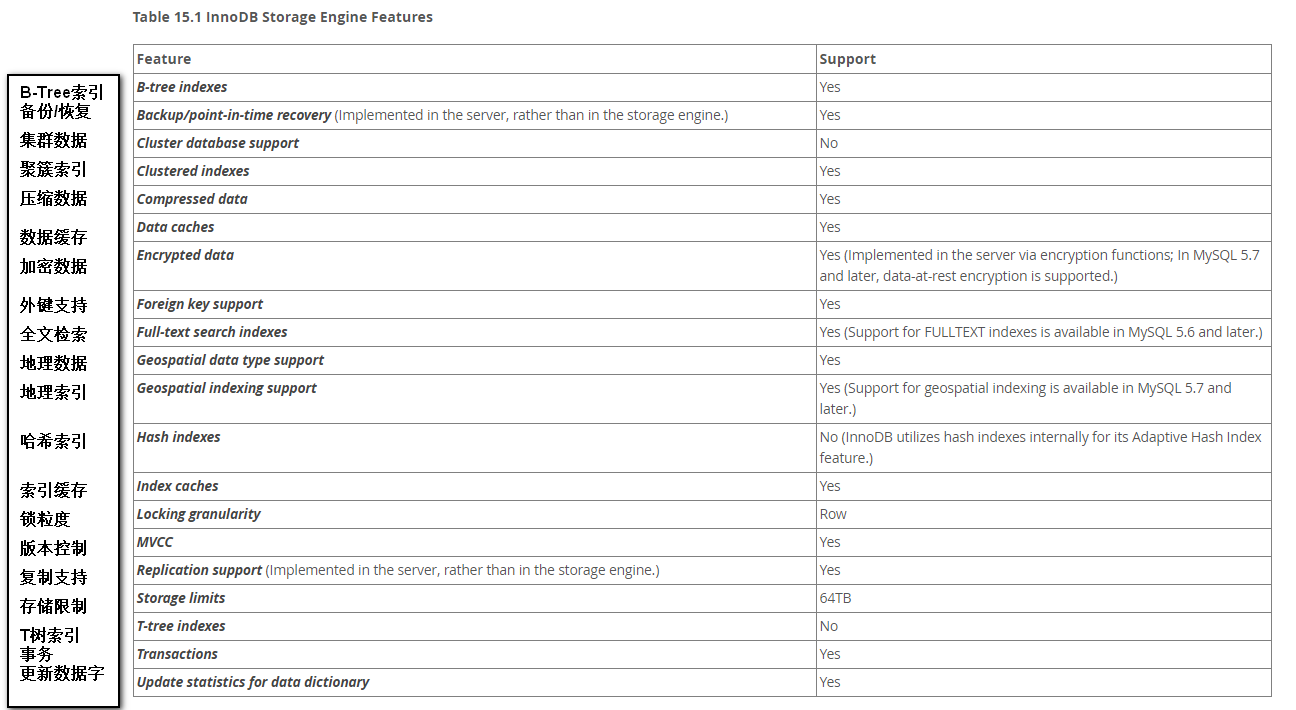 Table 15.1 InnoDB Storage Engine Features
Feature Support
B-Tree索引
备份/恢复
集群数据
聚簇索引
压缩数据
数据缓存
加密数据
外键支持
全文检索
地理数据
地理索引
哈希索引
索引缓存
锁粒度
版本控制
复制支持
存储限制
T树索引
事务
更新数据字
B-tree indexes Yes
Backup/point-in-time recovery (Implemented in the server, rather than in the storage engine.) Yes
Cluster database support No
Clustered indexes Yes
Compressed data Yes
Data caches Yes
Encrypted data Yes (Implemented in the server via encryption functions; In MySQL 5.7
and later, data-at-rest encryption is supported.)
Foreign key support Yes
Full-text search indexes Yes (Support for FULLTEXT indexes is available in MySQL 5.6 and later.)
Geospatial data type support Yes
Geospatial indexing support Yes (Support for geospatial indexing is available in MySQL 5.7 and
later.)
Hash indexes No (InnoDB utilizes hash indexes internally for its Adaptive Hash Index
feature.)
Index caches Yes
Locking granularity Row
MVCC Yes
Replication support (Implemented in the server, rather than in the storage engine.) Yes
Storage limits 64TB
T-tree indexes No
Transactions Yes
Update statistics for data dictionary Yes